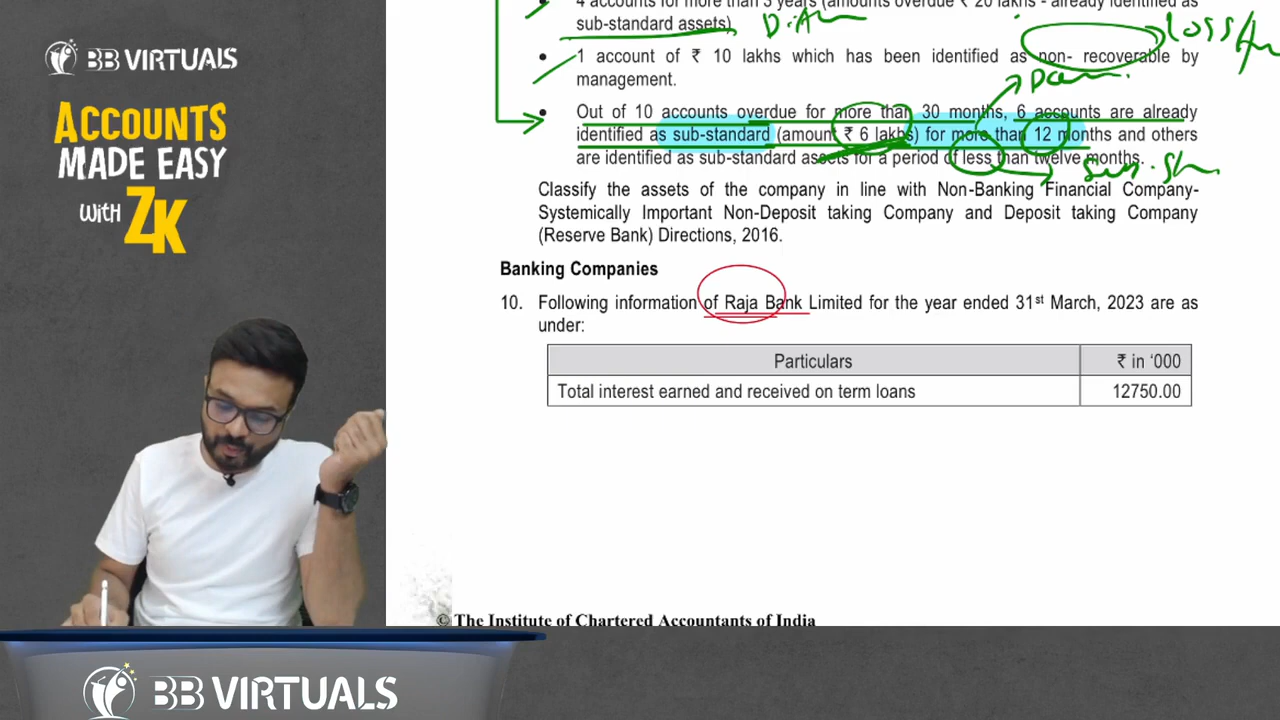 BB VIRTUALS
ACCOUNTS
MADE EASY
WITH ZK
4 accounts for more than 3 years (amounts overdue ₹ 20 lakhs - already identified as
sub-standard assets)
• 1 account of ₹ 10 lakhs which has been identified as non- recoverable by
management.
• Out of 10 accounts overdue for more than 30 months, 6 accounts are already
identified as sub-standard (amount ₹ 6 lakhs) for more than 12 months and others
are identified as sub-standard assets for a period of less than twelve months.
Classify the assets of the company in line with Non-Banking Financial Company-
Systemically Important Non-Deposit taking Company and Deposit taking Company
(Reserve Bank) Directions, 2016.
Banking Companies
10. Following information of Raja Bank Limited for the year ended 31st March, 2023 are as
under:
Particulars ₹ in ‘000
Total interest earned and received on term loans 12750.00
© The Institute of Chartered Accountants of India
BB VIRTUALS
loss